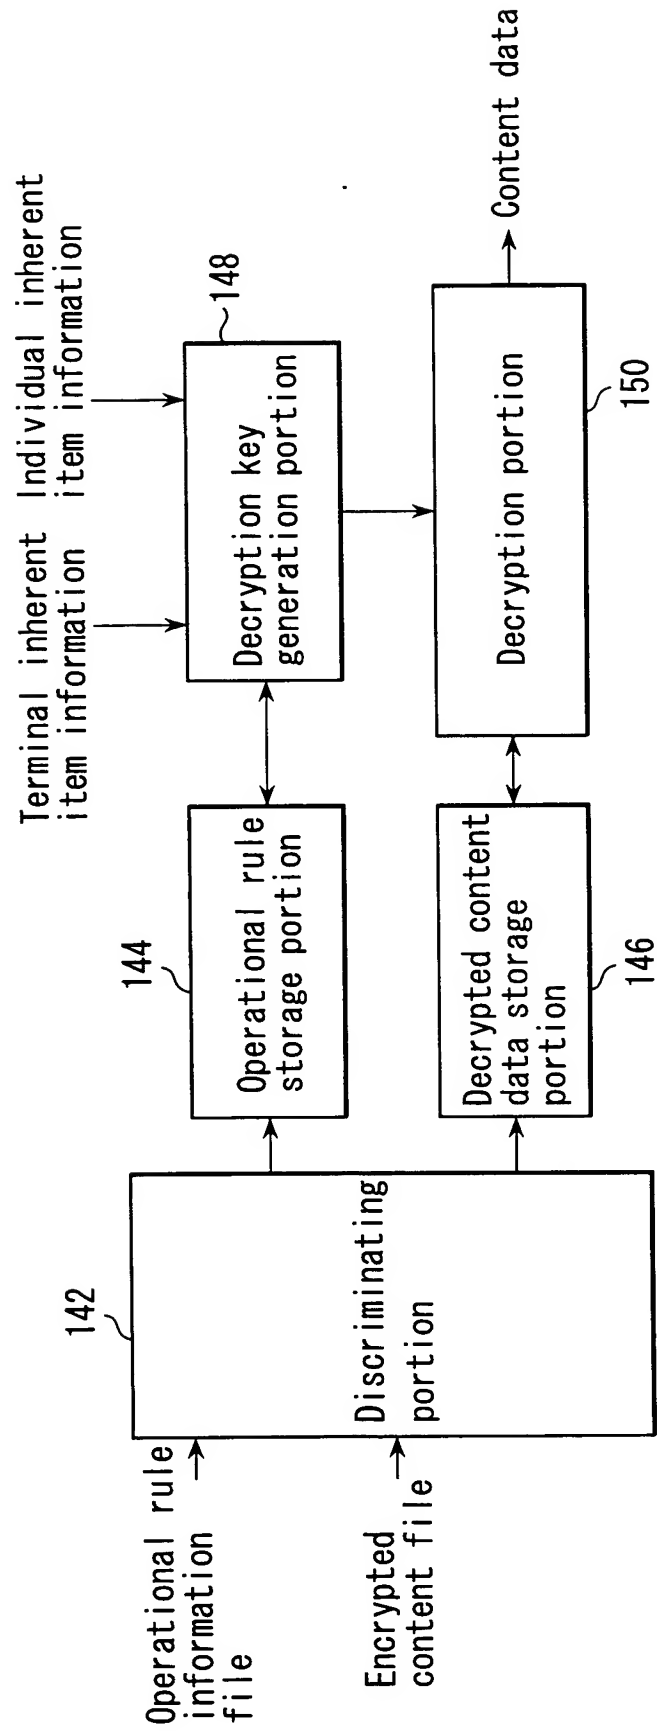 Operational rule
information
file
Encrypted
content file
142
Discriminating
portion
144
Operational rule
storage portion
Decrypted content
data storage
portion
146
Terminal inherent
item information
Individual inherent
item information
148
Decryption key
generation portion
Decryption portion
150
Content data